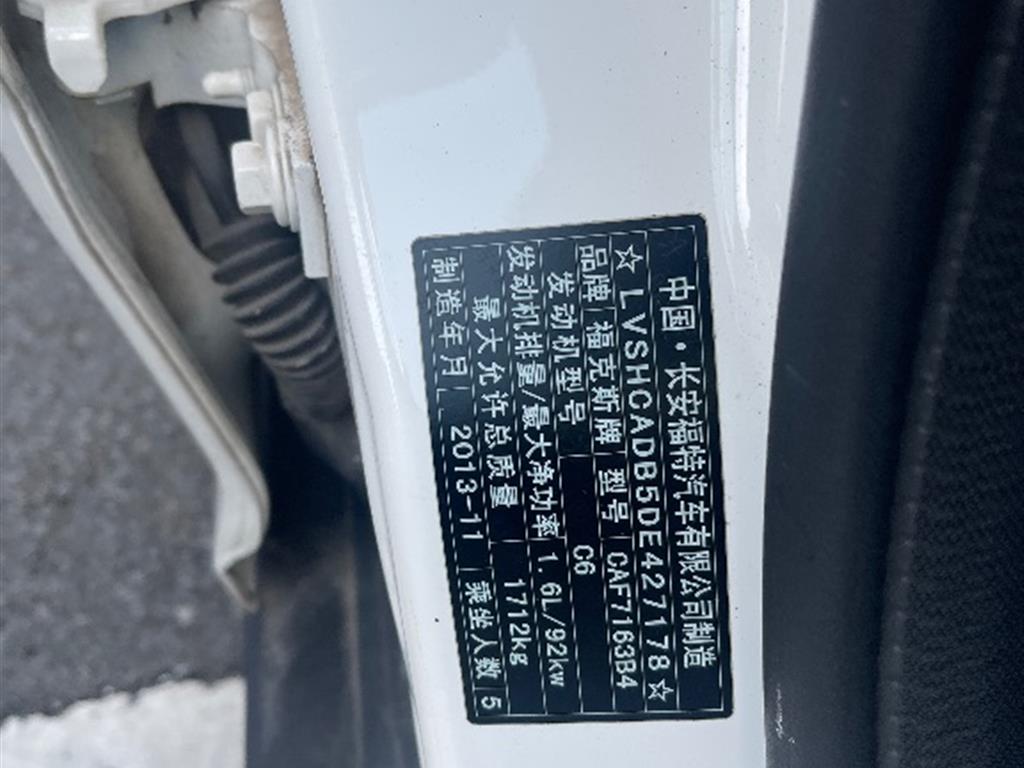 中国·长安福特汽车有限公司制造
☆LVSHCADB5DE427178☆
品牌 福克斯牌 型号 CAF7163B4
发动机型号 C6
发动机排量/最大净功率 1.6L/92kw
最大允许总质量 1712kg
制造年月 2013-11 乘坐人数 5